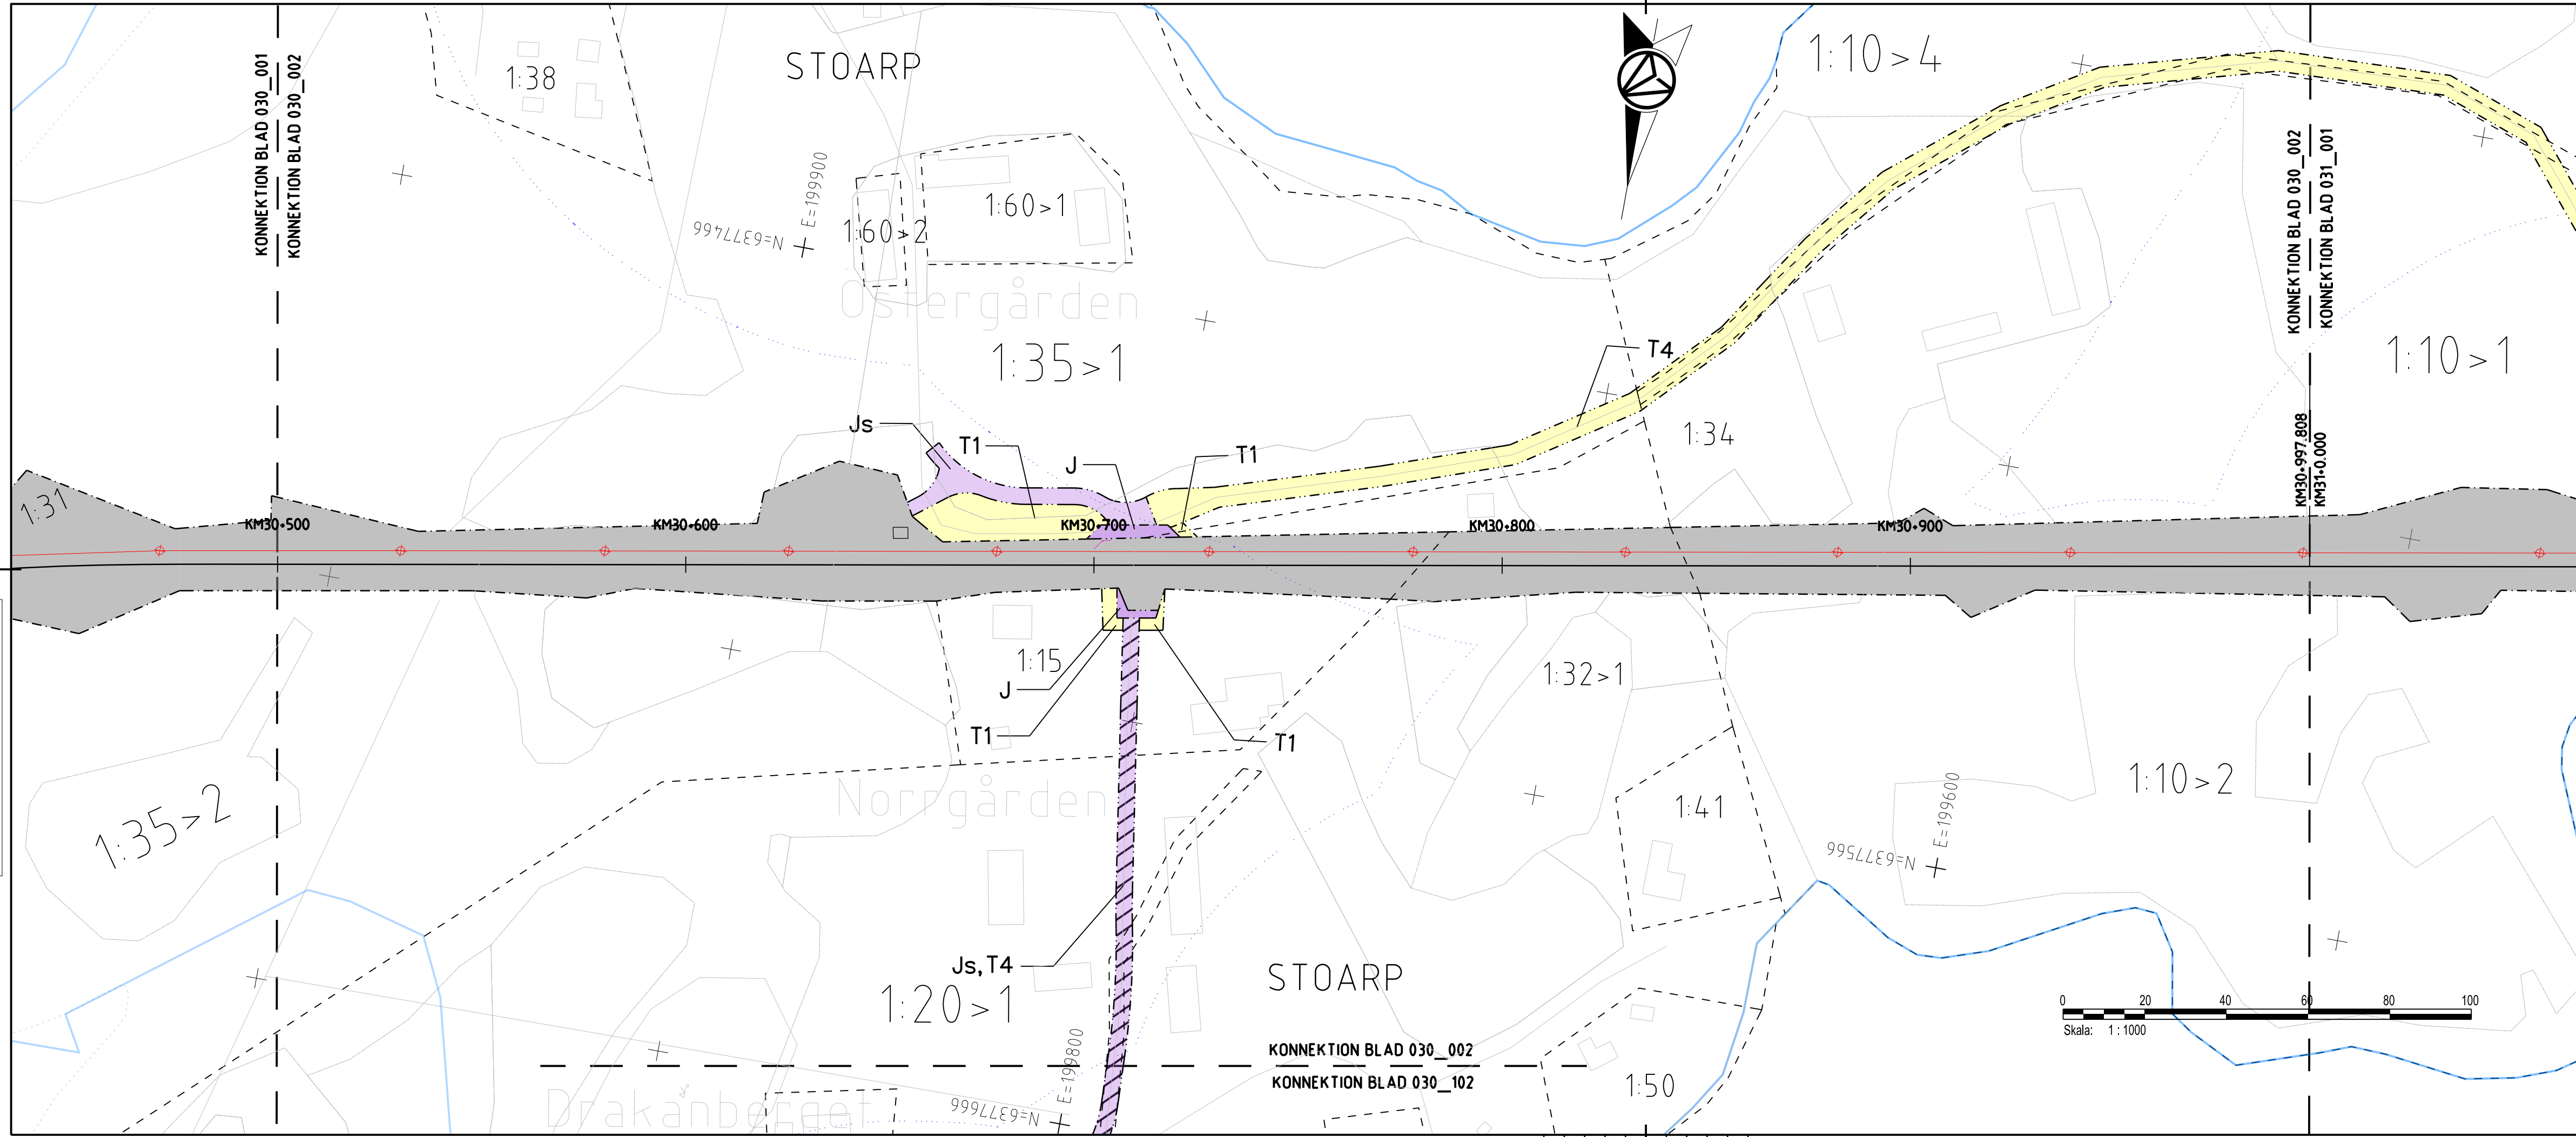 KONNEKTION BLAD 030_001
KONNEKTION BLAD 030_002
1:38
STOARP
1:10>4
KONNEKTION BLAD 030_002
KONNEKTION BLAD 031_001
N=6377466
E=199900
1:60>2
1:60>1
Östergården
1:35>1
T4
1:10>1
Js
T1
J
T1
1:34
KM30+997.808
KM31+0.000
1:31
KM30+500
KM30+600
KM30+700
KM30+800
KM30+900
1:15
J
T1
T1
1:32>1
1:35>2
Norrgården
1:41
1:10>2
N=6377566
E=199600
Js,T4
1:20>1
STOARP
0 20 40 60 80 100
Skala: 1:1000
KONNEKTION BLAD 030_002
KONNEKTION BLAD 030_102
1:50
Drakanberget
N=6377666
E=199800